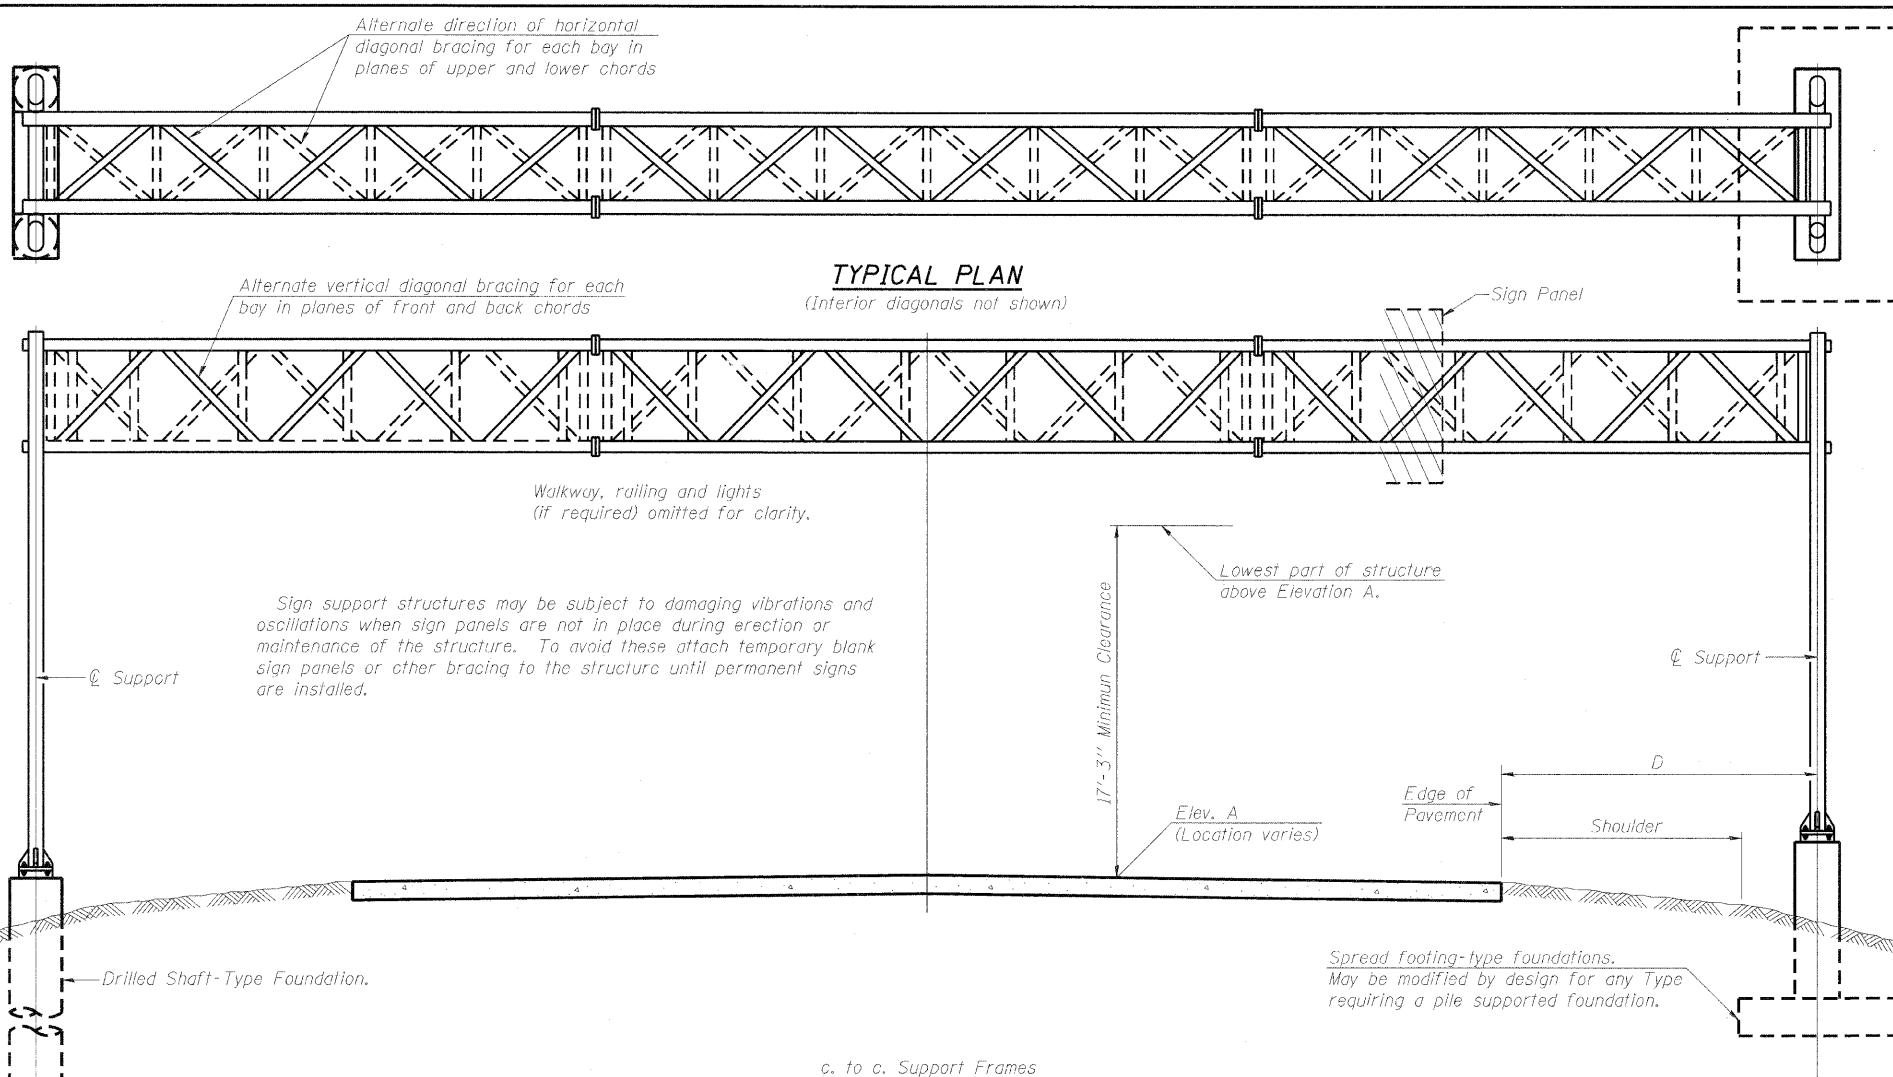 Alternate direction of horizontal
diagonal bracing for each bay in
planes of upper and lower chords
TYPICAL PLAN
(Interior diagonals not shown)
Alternate vertical diagonal bracing for each
bay in planes of front and back chords
Sign Panel
Walkway, railing and lights
(if required) omitted for clarity.
Lowest part of structure
above Elevation A.
Sign support structures may be subject to damaging vibrations and
oscillations when sign panels are not in place during erection or
maintenance of the structure. To avoid these attach temporary blank
sign panels or other bracing to the structure until permanent signs
are installed.
℄ Support
℄ Support
17'-3" Minimun Clearance
D
Edge of
Pavement
Shoulder
Elev. A
(Location varies)
Drilled Shaft-Type Foundation.
Spread footing-type foundations.
May be modified by design for any Type
requiring a pile supported foundation.
c. to c. Support Frames